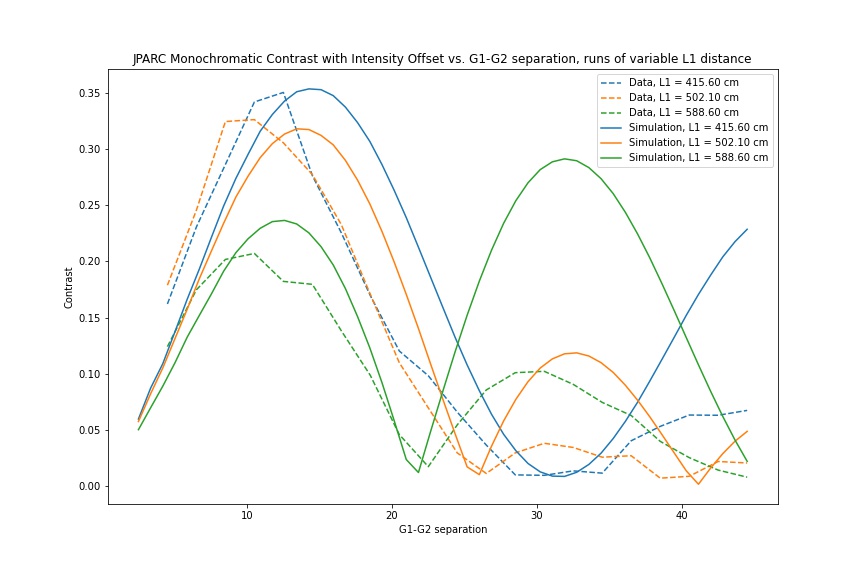 JPARC Monochromatic Contrast with Intensity Offset vs. G1-G2 separation, runs of variable L1 distance
Data, L1 = 415.60 cm
Data, L1 = 502.10 cm
Data, L1 = 588.60 cm
Simulation, L1 = 415.60 cm
Simulation, L1 = 502.10 cm
Simulation, L1 = 588.60 cm
Contrast
0.35
0.30
0.25
0.20
0.15
0.10
0.05
0.00
10 20 30 40
G1-G2 separation